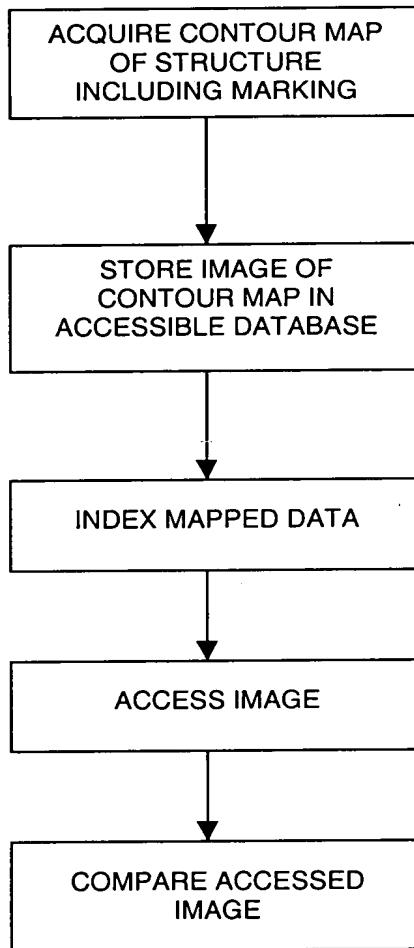 ACQUIRE CONTOUR MAP
OF STRUCTURE
INCLUDING MARKING
STORE IMAGE OF
CONTOUR MAP IN
ACCESSIBLE DATABASE
INDEX MAPPED DATA
ACCESS IMAGE
COMPARE ACCESSED
IMAGE